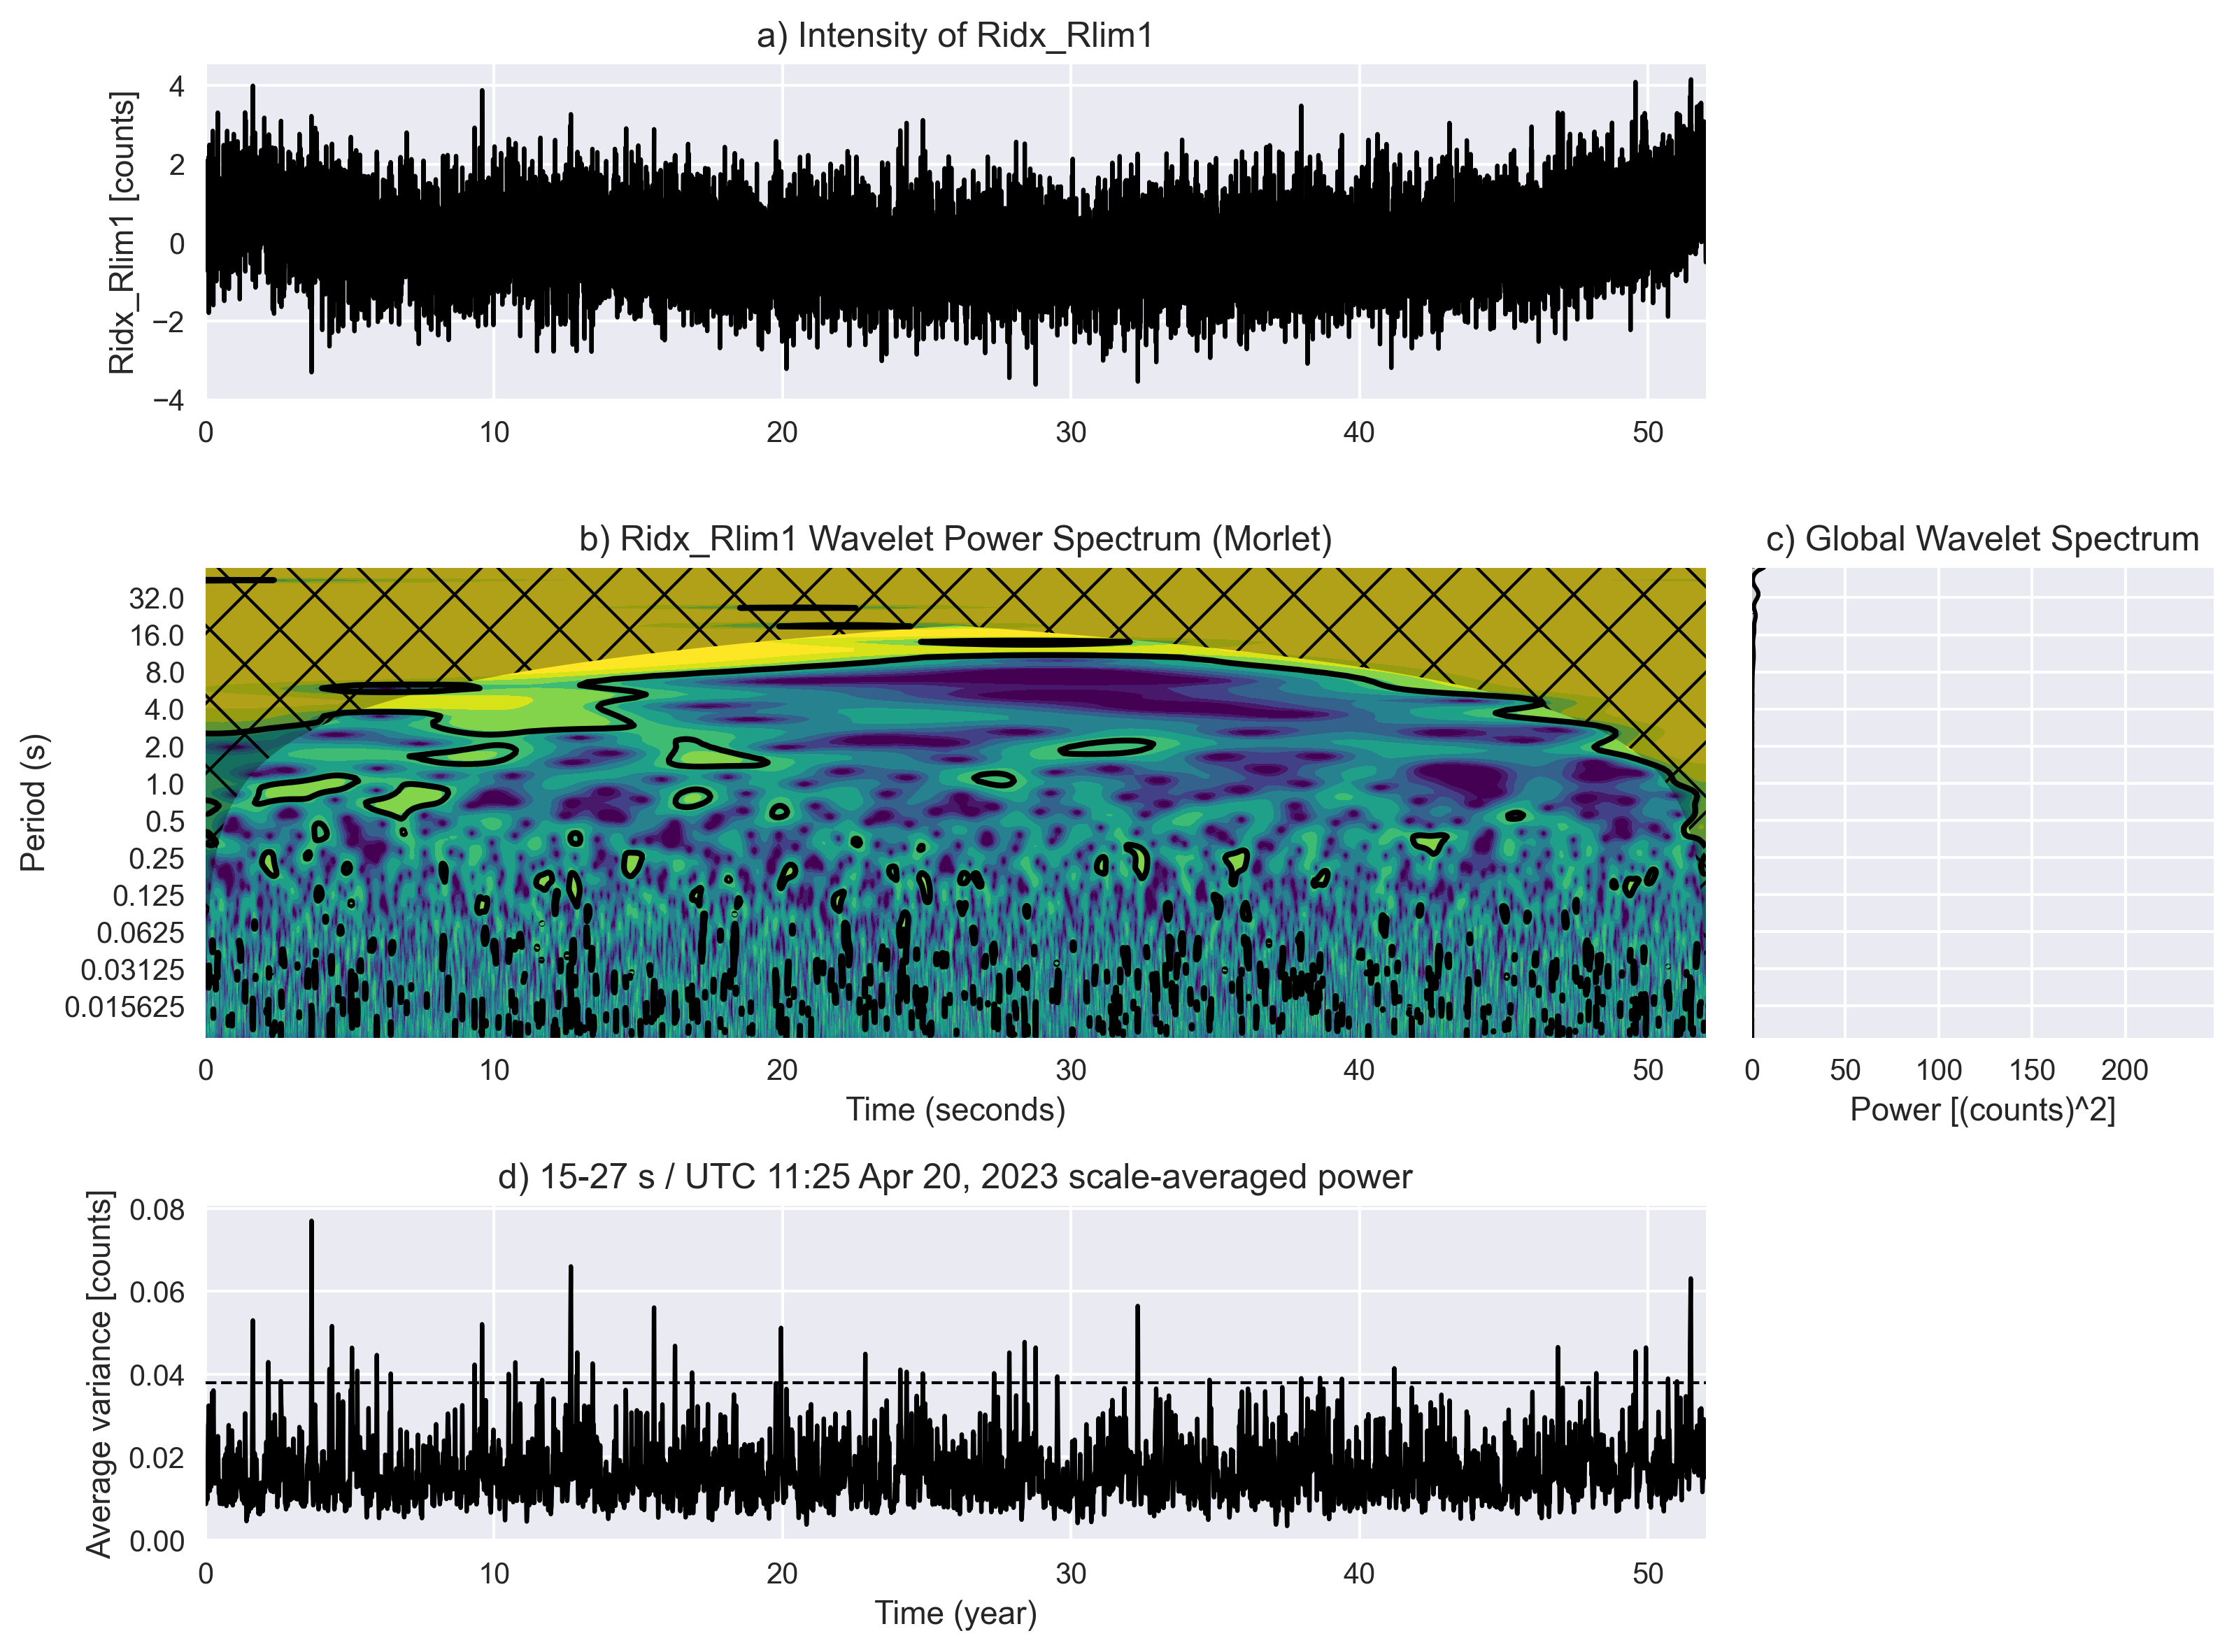 a) Intensity of Ridx_Rlim1
Ridx_Rlim1 [counts]
4
2
0
−2
−4
0 10 20 30 40 50
b) Ridx_Rlim1 Wavelet Power Spectrum (Morlet)
Period (s)
32.0
16.0
8.0
4.0
2.0
1.0
0.5
0.25
0.125
0.0625
0.03125
0.015625
0 10 20 30 40 50
Time (seconds)
c) Global Wavelet Spectrum
0 50 100 150 200
Power [(counts)^2]
d) 15-27 s / UTC 11:25 Apr 20, 2023 scale-averaged power
Average variance [counts]
0.08
0.06
0.04
0.02
0.00
0 10 20 30 40 50
Time (year)